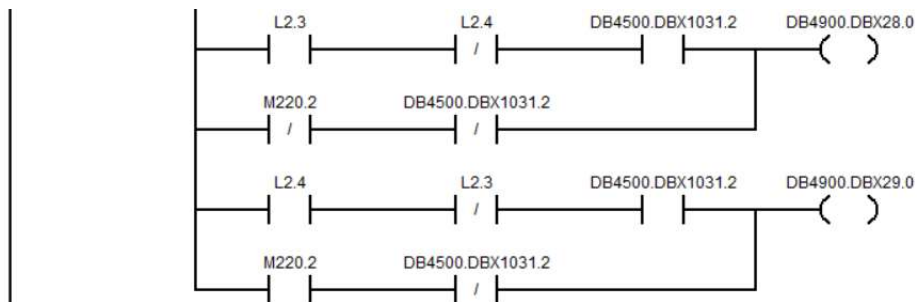 L2.3 L2.4 DB4500.DBX1031.2 DB4900.DBX28.0
M220.2 DB4500.DBX1031.2
L2.4 L2.3 DB4500.DBX1031.2 DB4900.DBX29.0
M220.2 DB4500.DBX1031.2